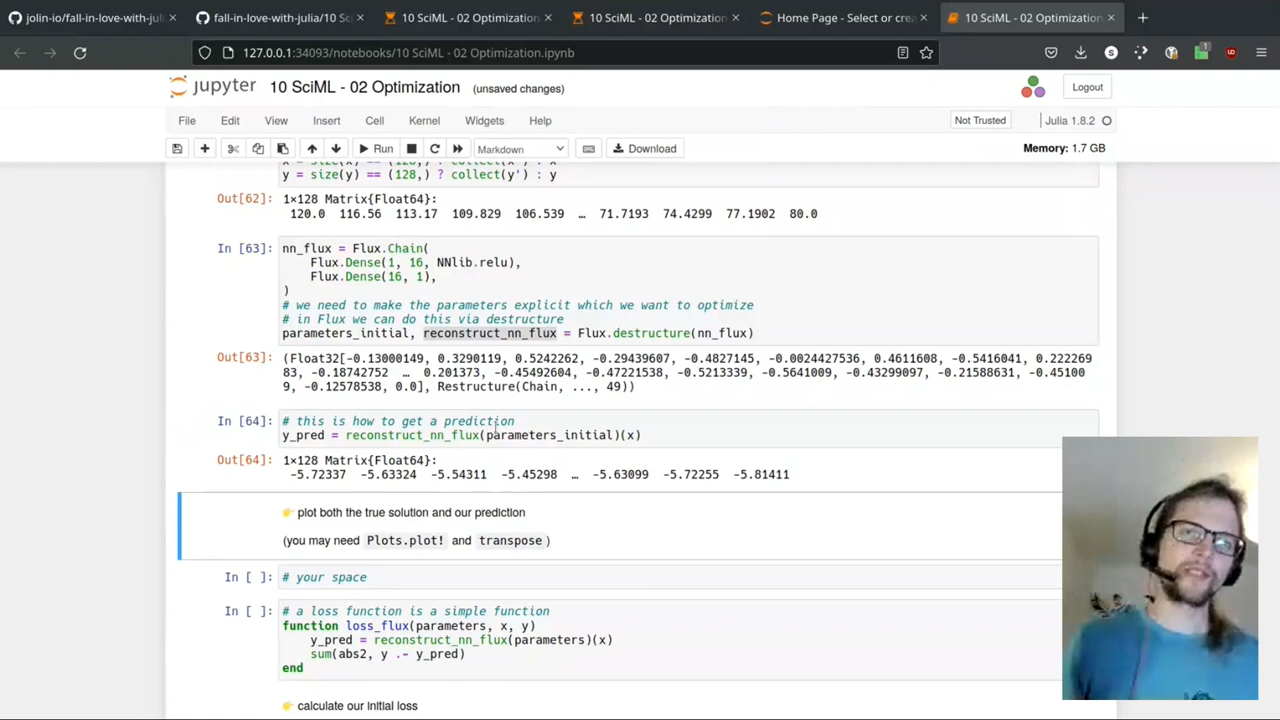 jolin-io/fall-in-love-with-juli
fall-in-love-with-julia/10 Sci
10 SciML - 02 Optimization
10 SciML - 02 Optimization
Home Page - Select or crea
10 SciML - 02 Optimization
127.0.0.1:34093/notebooks/10 SciML - 02 Optimization.ipynb
jupyter 10 SciML - 02 Optimization (unsaved changes)
Logout
File Edit View Insert Cell Kernel Widgets Help
Not Trusted
Julia 1.8.2
Run
Markdown
Download
Memory: 1.7 GB
x = size(x) == (128,) ? collect(x') : x
y = size(y) == (128,) ? collect(y') : y
Out[62]: 1×128 Matrix{Float64}:
120.0 116.56 113.17 109.829 106.539 … 71.7193 74.4299 77.1902 80.0
In [63]: nn_flux = Flux.Chain(
Flux.Dense(1, 16, NNlib.relu),
Flux.Dense(16, 1),
)
# we need to make the parameters explicit which we want to optimize
# in Flux we can do this via destructure
parameters_initial, reconstruct_nn_flux = Flux.destructure(nn_flux)
Out[63]: (Float32[-0.13000149, 0.3290119, 0.5242262, -0.29439607, -0.4827145, -0.0024427536, 0.4611608, -0.5416041, 0.222269
83, -0.18742752 … 0.201373, -0.45492604, -0.47221538, -0.5213339, -0.5641009, -0.43299097, -0.21588631, -0.45100
9, -0.12578538, 0.0], Restructure(Chain, ..., 49))
In [64]: # this is how to get a prediction
y_pred = reconstruct_nn_flux(parameters_initial)(x)
Out[64]: 1×128 Matrix{Float64}:
-5.72337 -5.63324 -5.54311 -5.45298 … -5.63099 -5.72255 -5.81411
👉 plot both the true solution and our prediction
(you may need Plots.plot! and transpose )
In [ ]: # your space
In [ ]: # a loss function is a simple function
function loss_flux(parameters, x, y)
y_pred = reconstruct_nn_flux(parameters)(x)
sum(abs2, y .- y_pred)
end
👉 calculate our initial loss